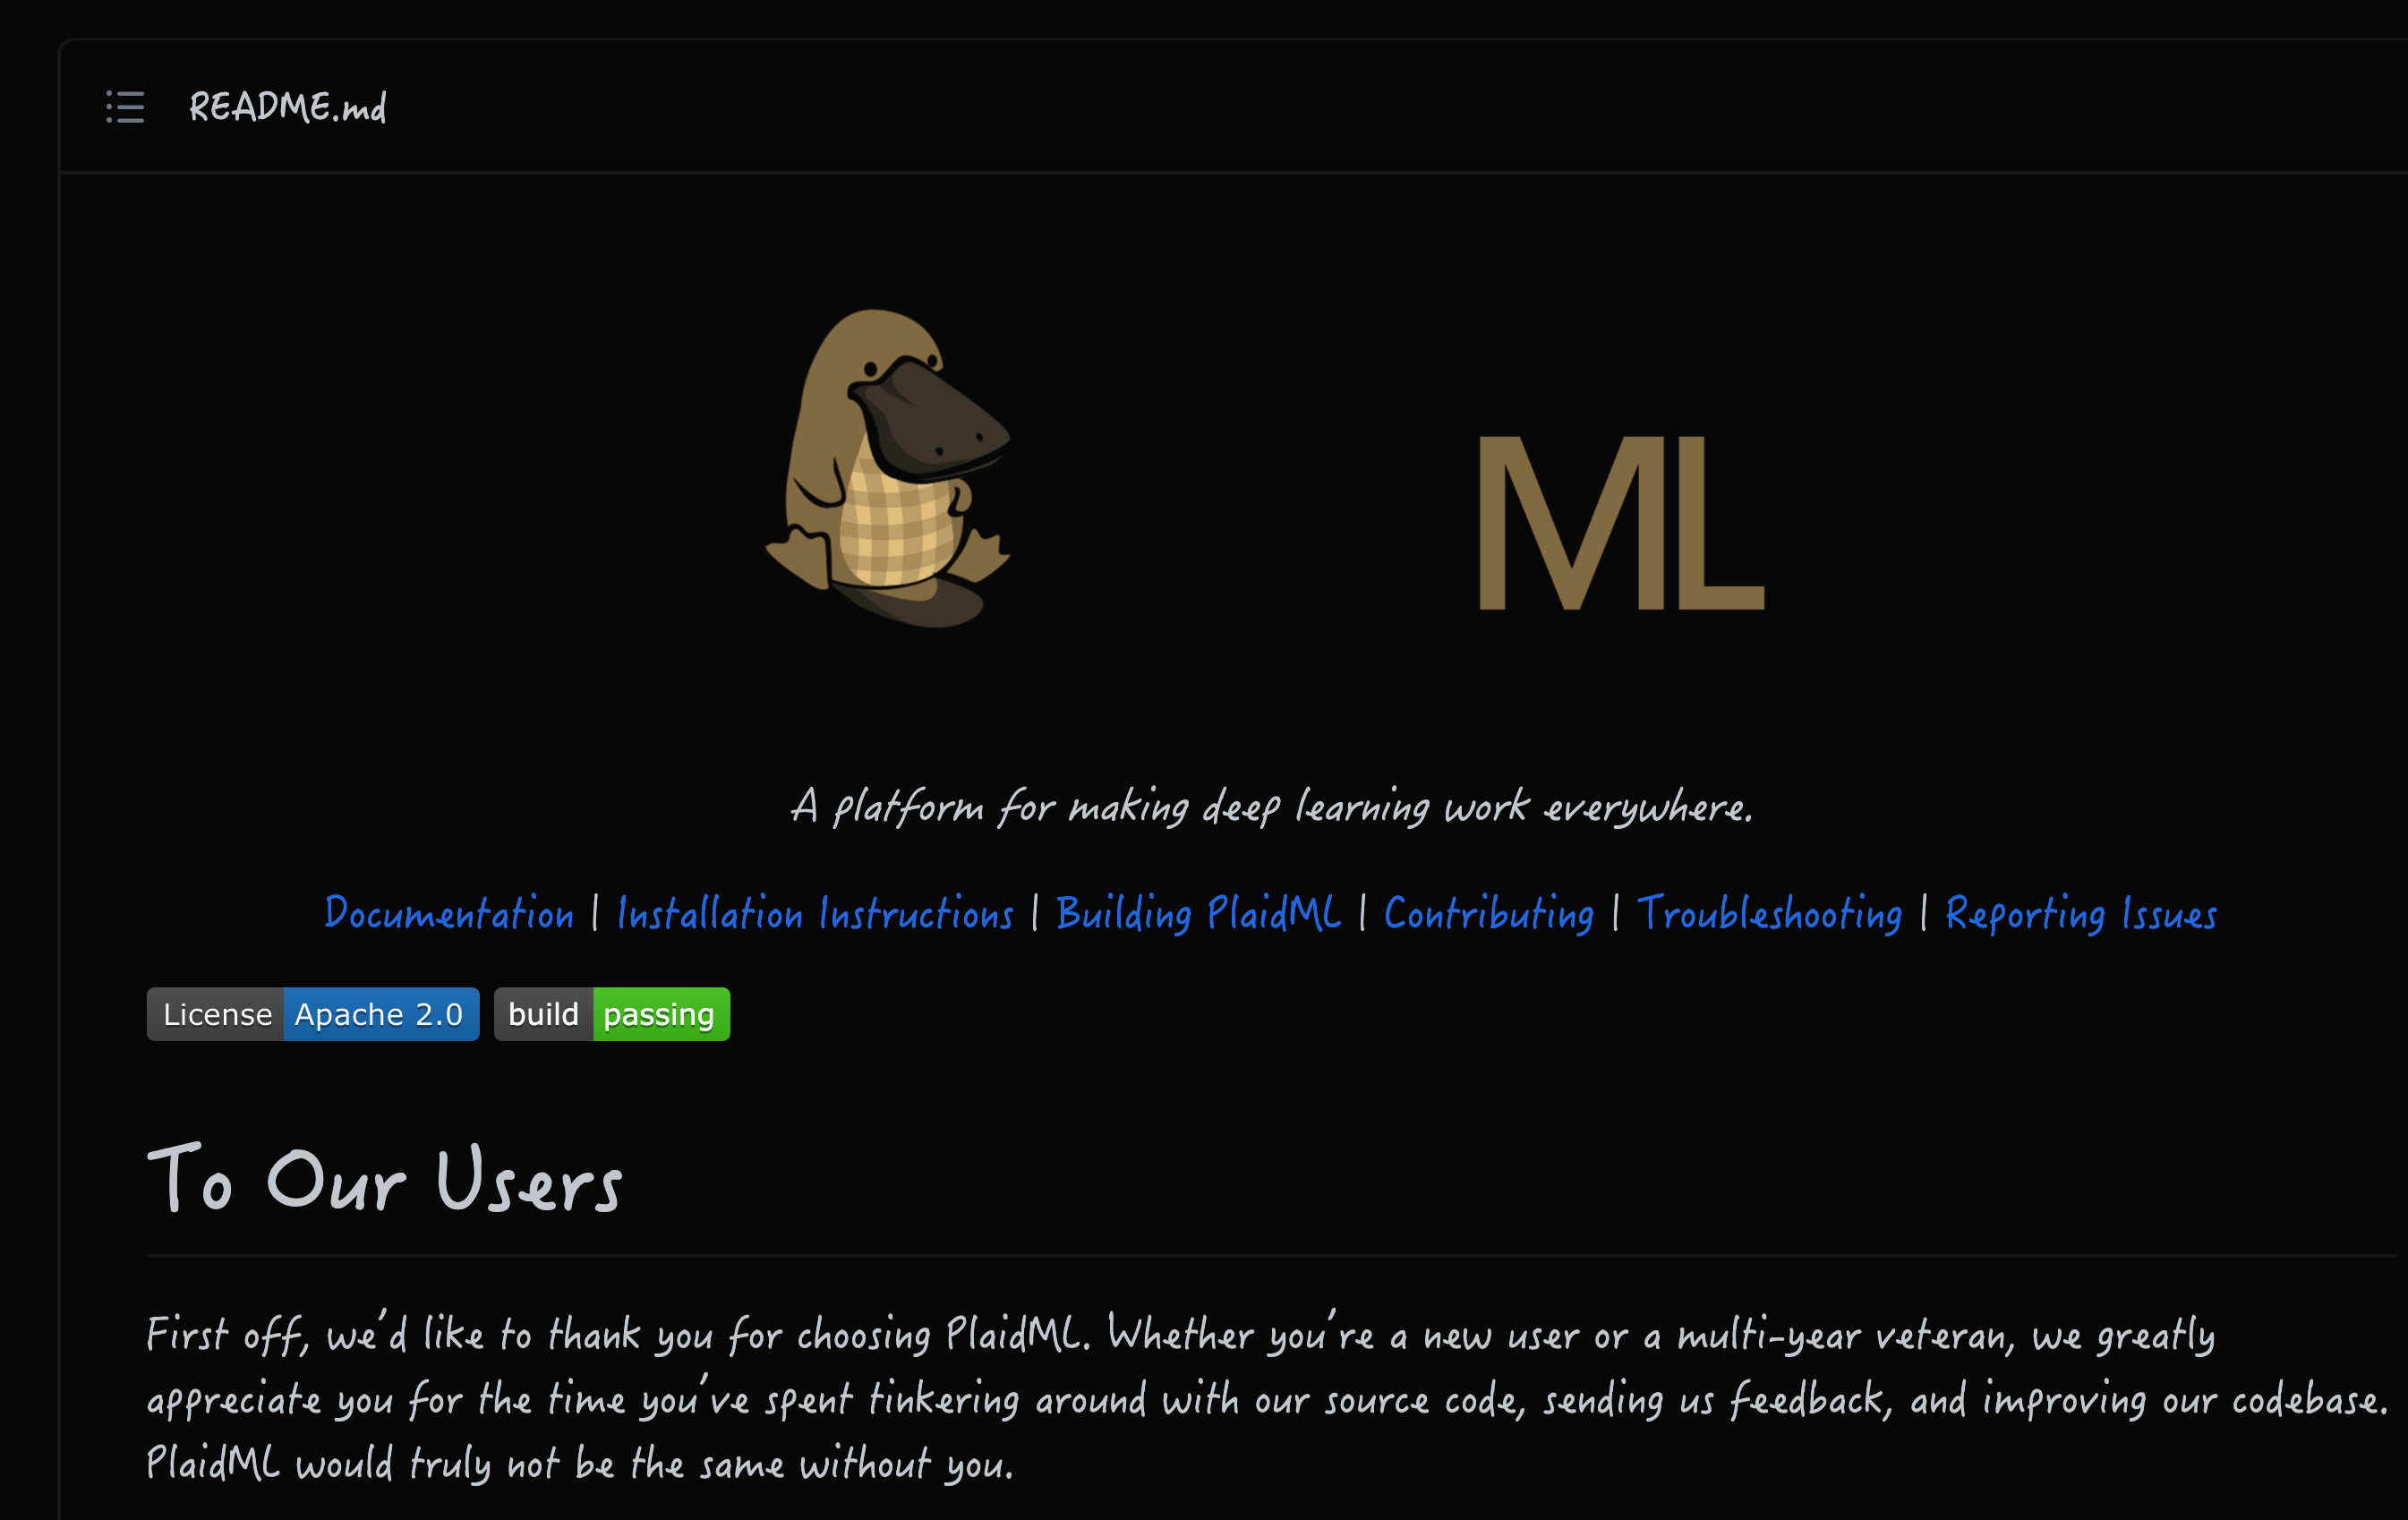 README.md
ML
A platform for making deep learning work everywhere.
Documentation | Installation Instructions | Building PlaidML | Contributing | Troubleshooting | Reporting Issues
License Apache 2.0 build passing
To Our Users
First off, we'd like to thank you for choosing PlaidML. Whether you're a new user or a multi-year veteran, we greatly
appreciate you for the time you've spent tinkering around with our source code, sending us feedback, and improving our codebase.
PlaidML would truly not be the same without you.